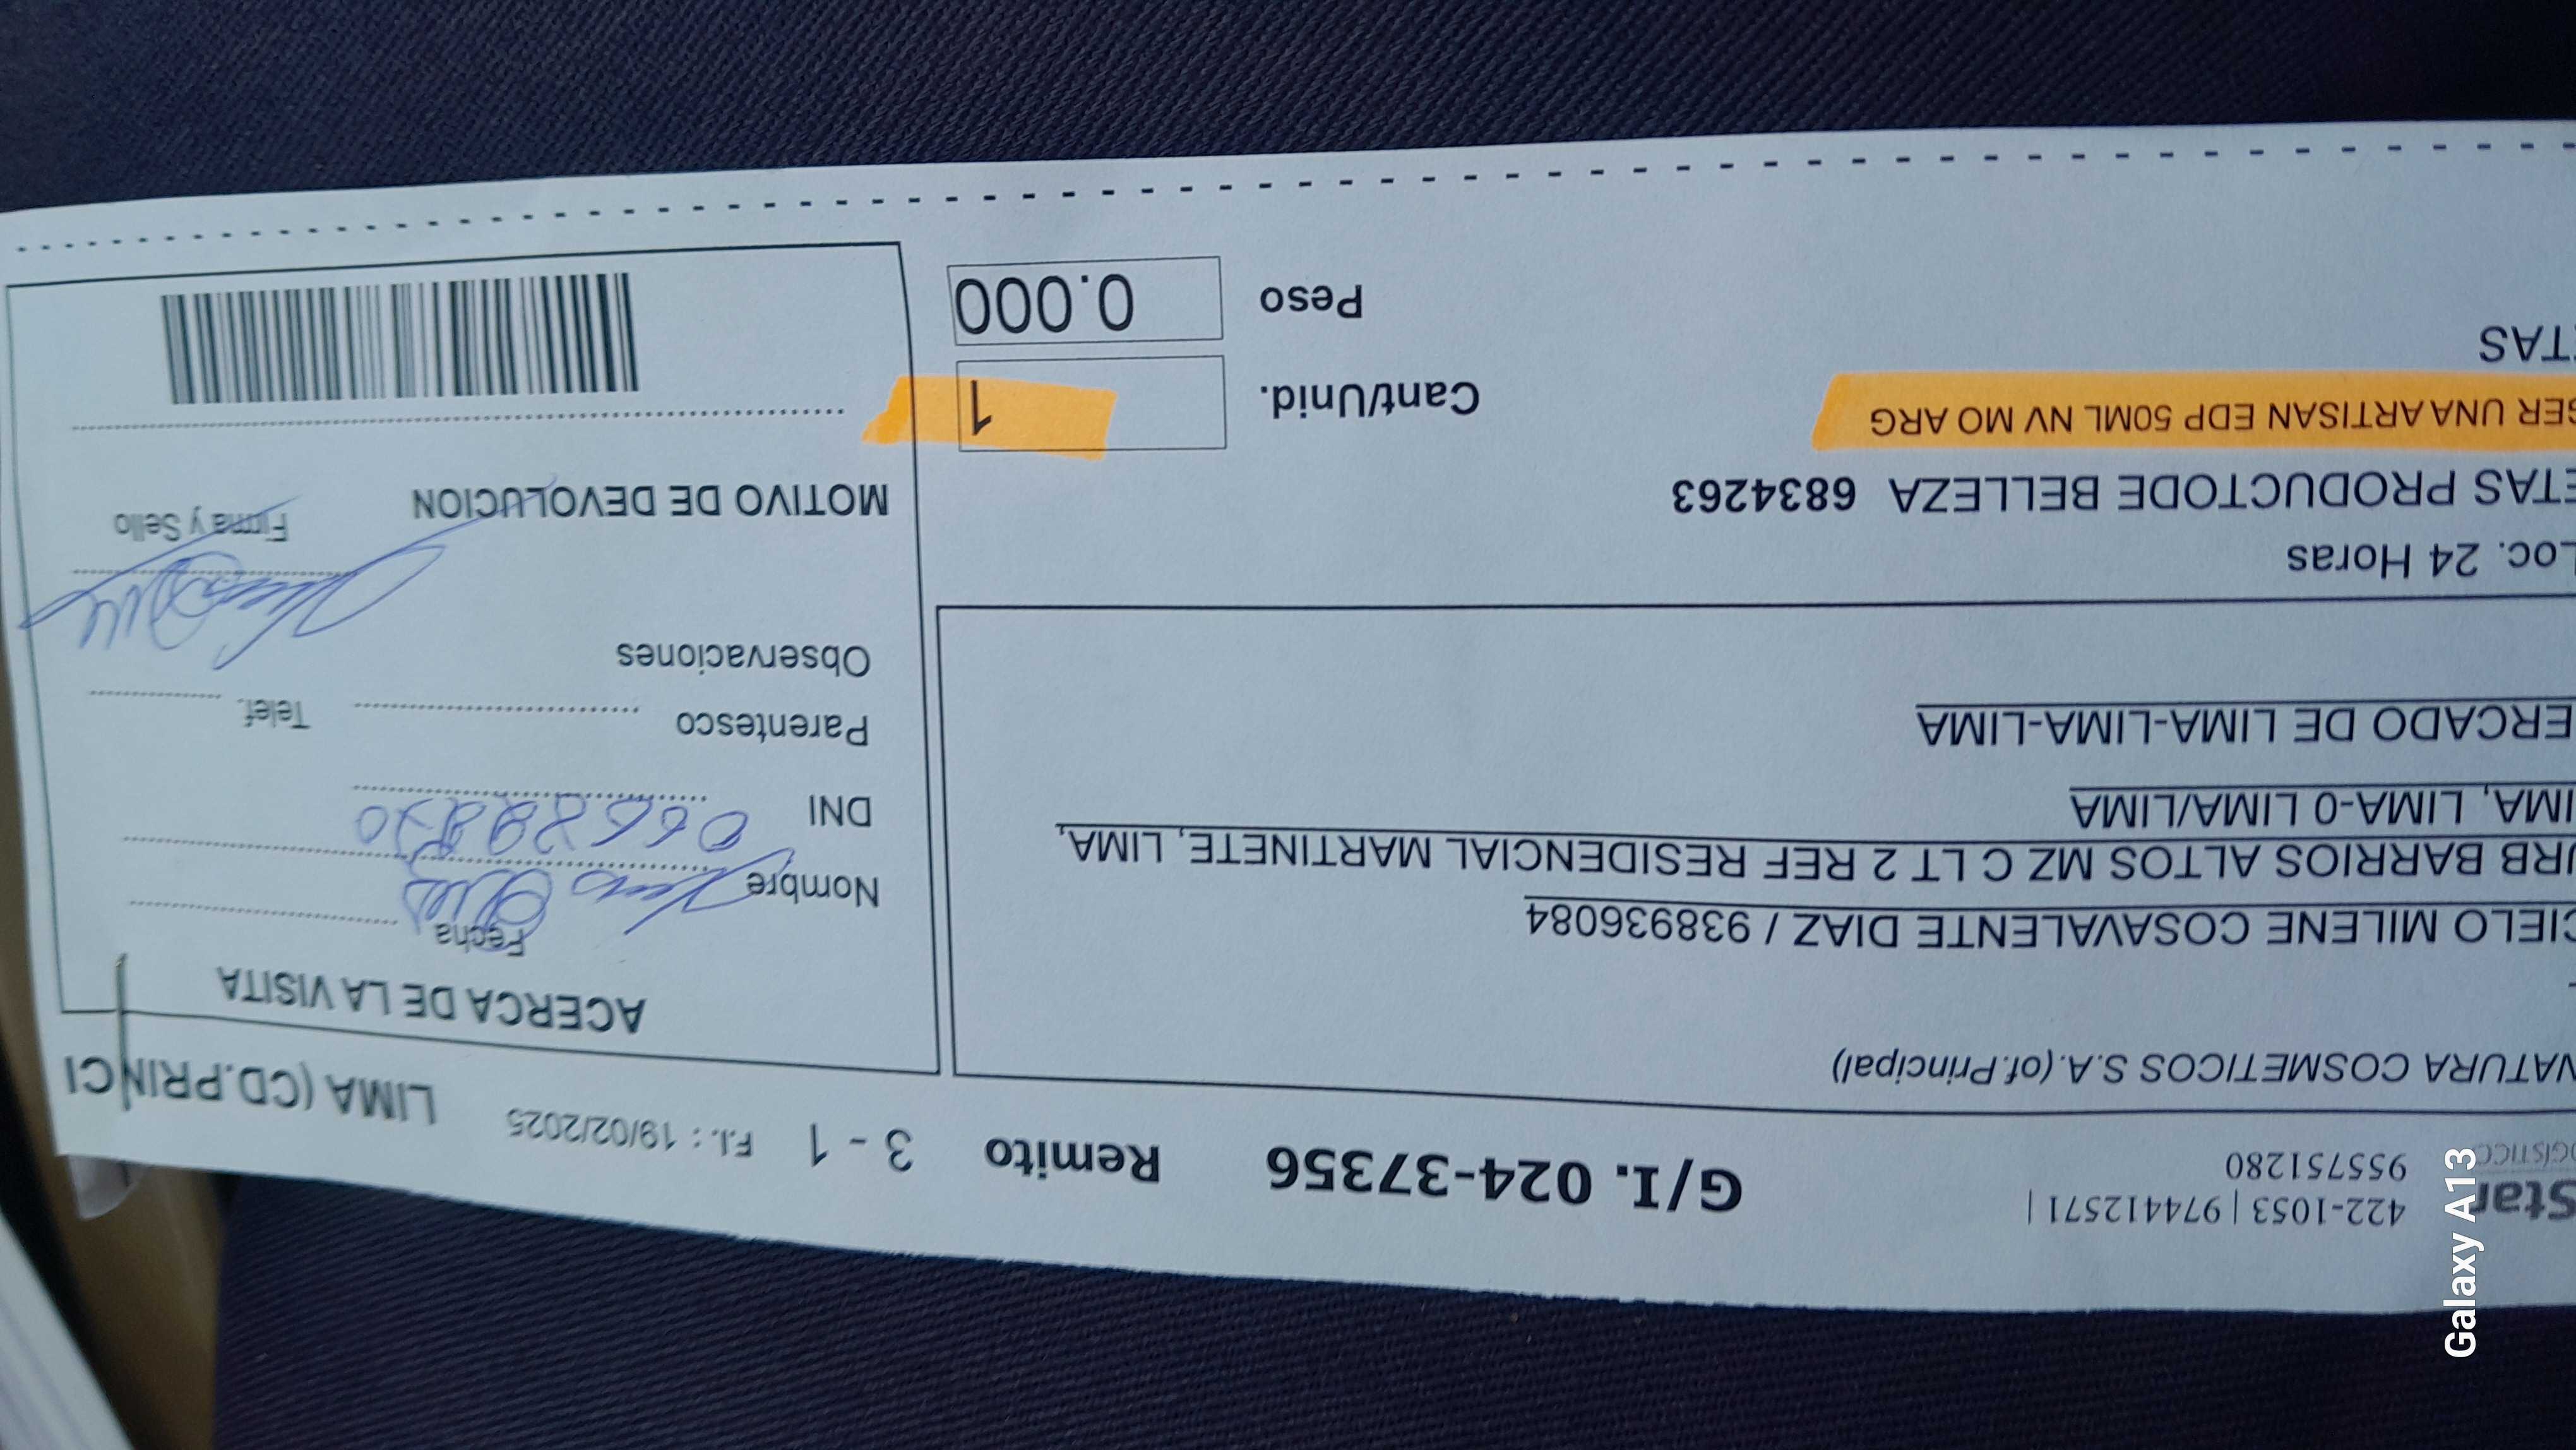 Star 422-1053 | 974412571 |
955751280
G/I. 024-37356 Remito 3 - 1 F.I. : 19/02/2025 LIMA (CD.PRINCI
NATURA COSMETICOS S.A. (of.Principal)
CIELO MILENE COSAVALENTE DIAZ / 938936084
URB BARRIOS ALTOS MZ C LT 2 REF RESIDENCIAL MARTINETE, LIMA,
IMA, LIMA-0 LIMA/LIMA
ERCADO DE LIMA-LIMA-LIMA
Loc. 24 Horas
ETAS PRODUCTODE BELLEZA 6834263
SER UNA ARTISAN EDP 50ML NV MO ARG
ETAS
Cant/Unid. 1
Peso 0.000
ACERCA DE LA VISITA
Fecha
Nombre
DNI
Parentesco Telef.
Observaciones
Firma y Sello
MOTIVO DE DEVOLUCION
Galaxy A13